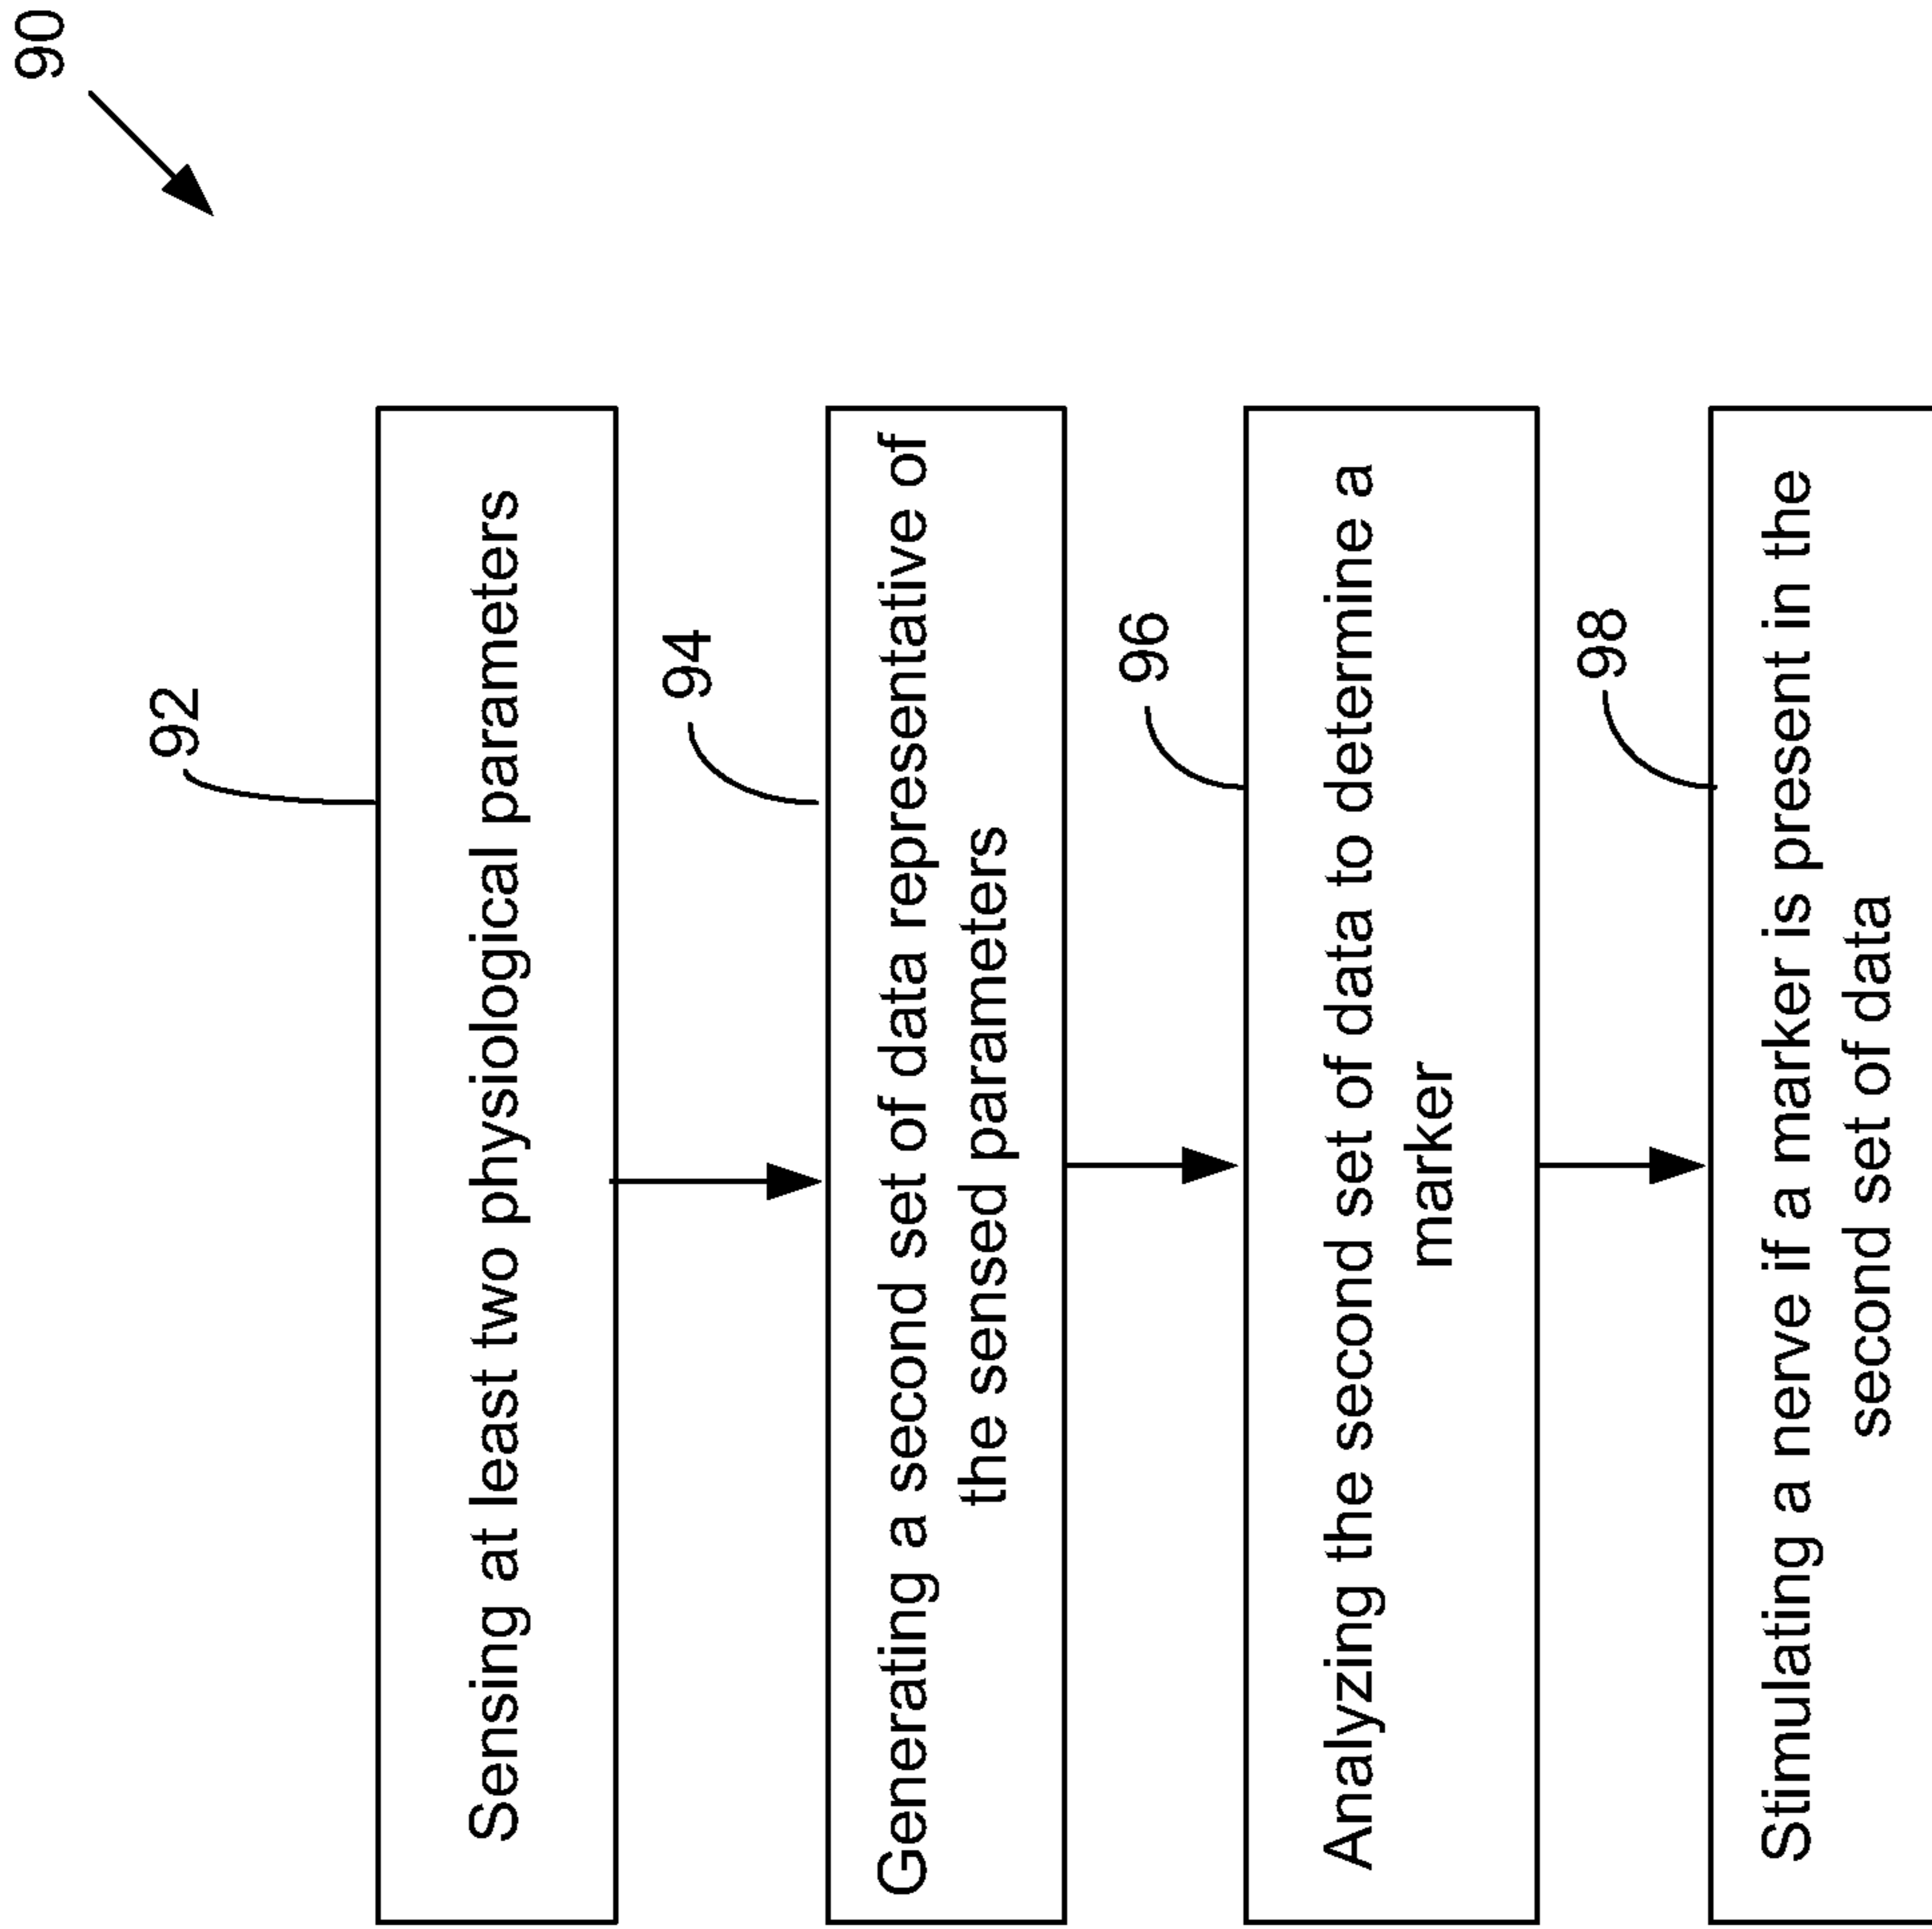 90
92
Sensing at least two physiological parameters
94
Generating a second set of data representative of
the sensed parameters
96
Analyzing the second set of data to determine a
marker
98
Stimulating a nerve if a marker is present in the
second set of data